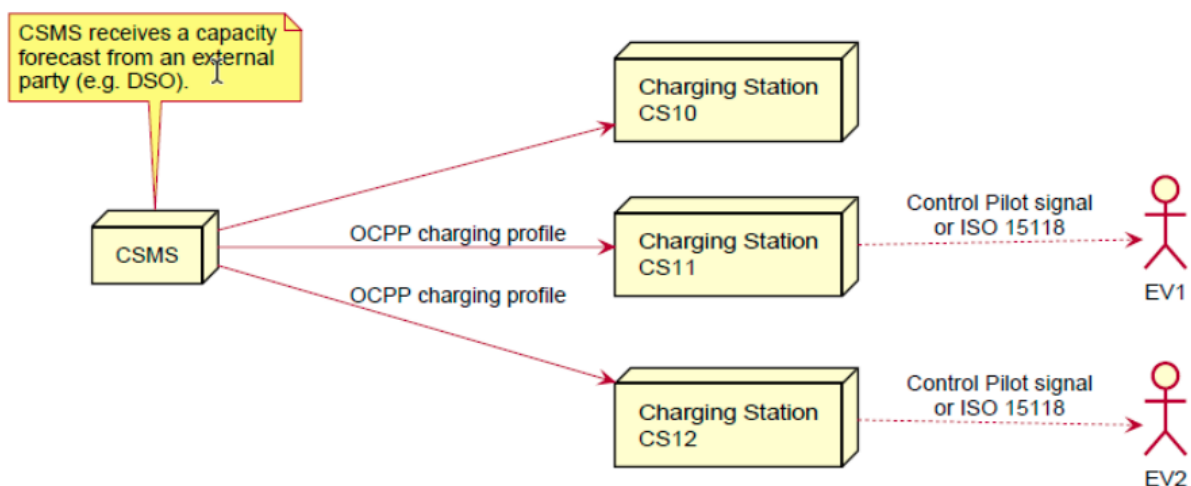 CSMS receives a capacity
forecast from an external
party (e.g. DSO).
Charging Station
CS10
CSMS
OCPP charging profile
Charging Station
CS11
Control Pilot signal
or ISO 15118
EV1
OCPP charging profile
Charging Station
CS12
Control Pilot signal
or ISO 15118
EV2